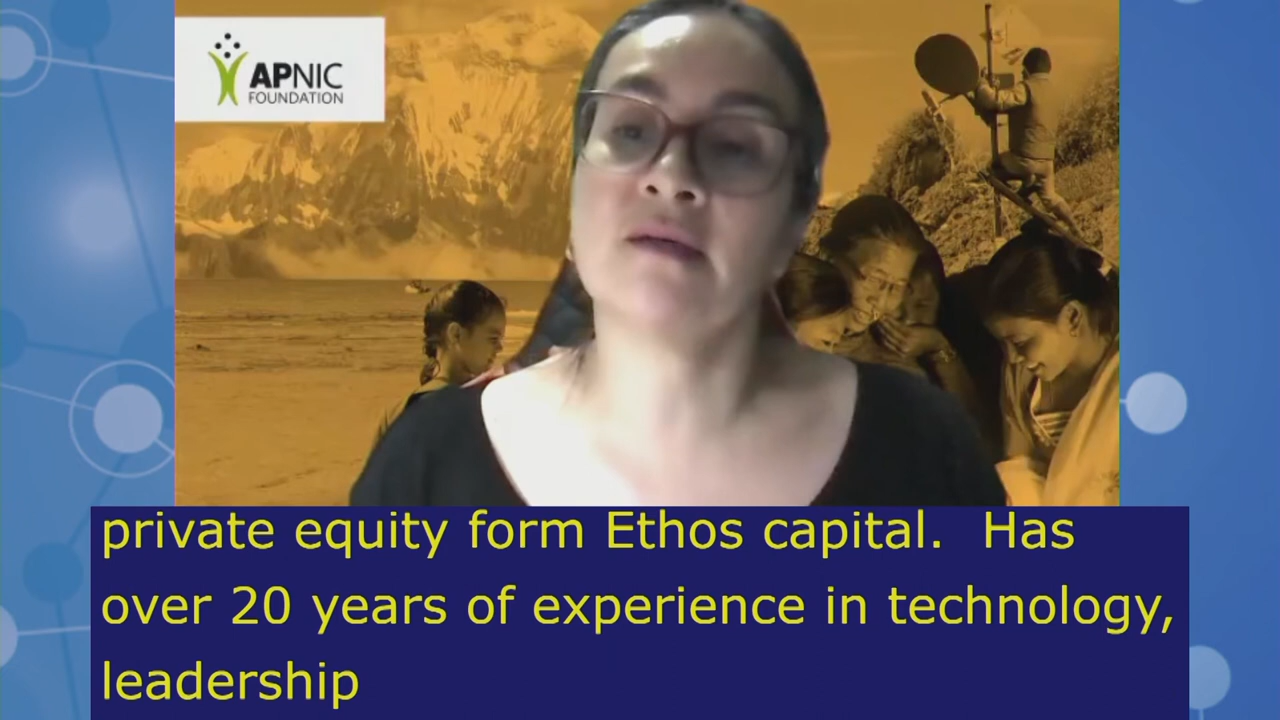 APNIC
FOUNDATION
private equity form Ethos capital.  Has
over 20 years of experience in technology,
leadership